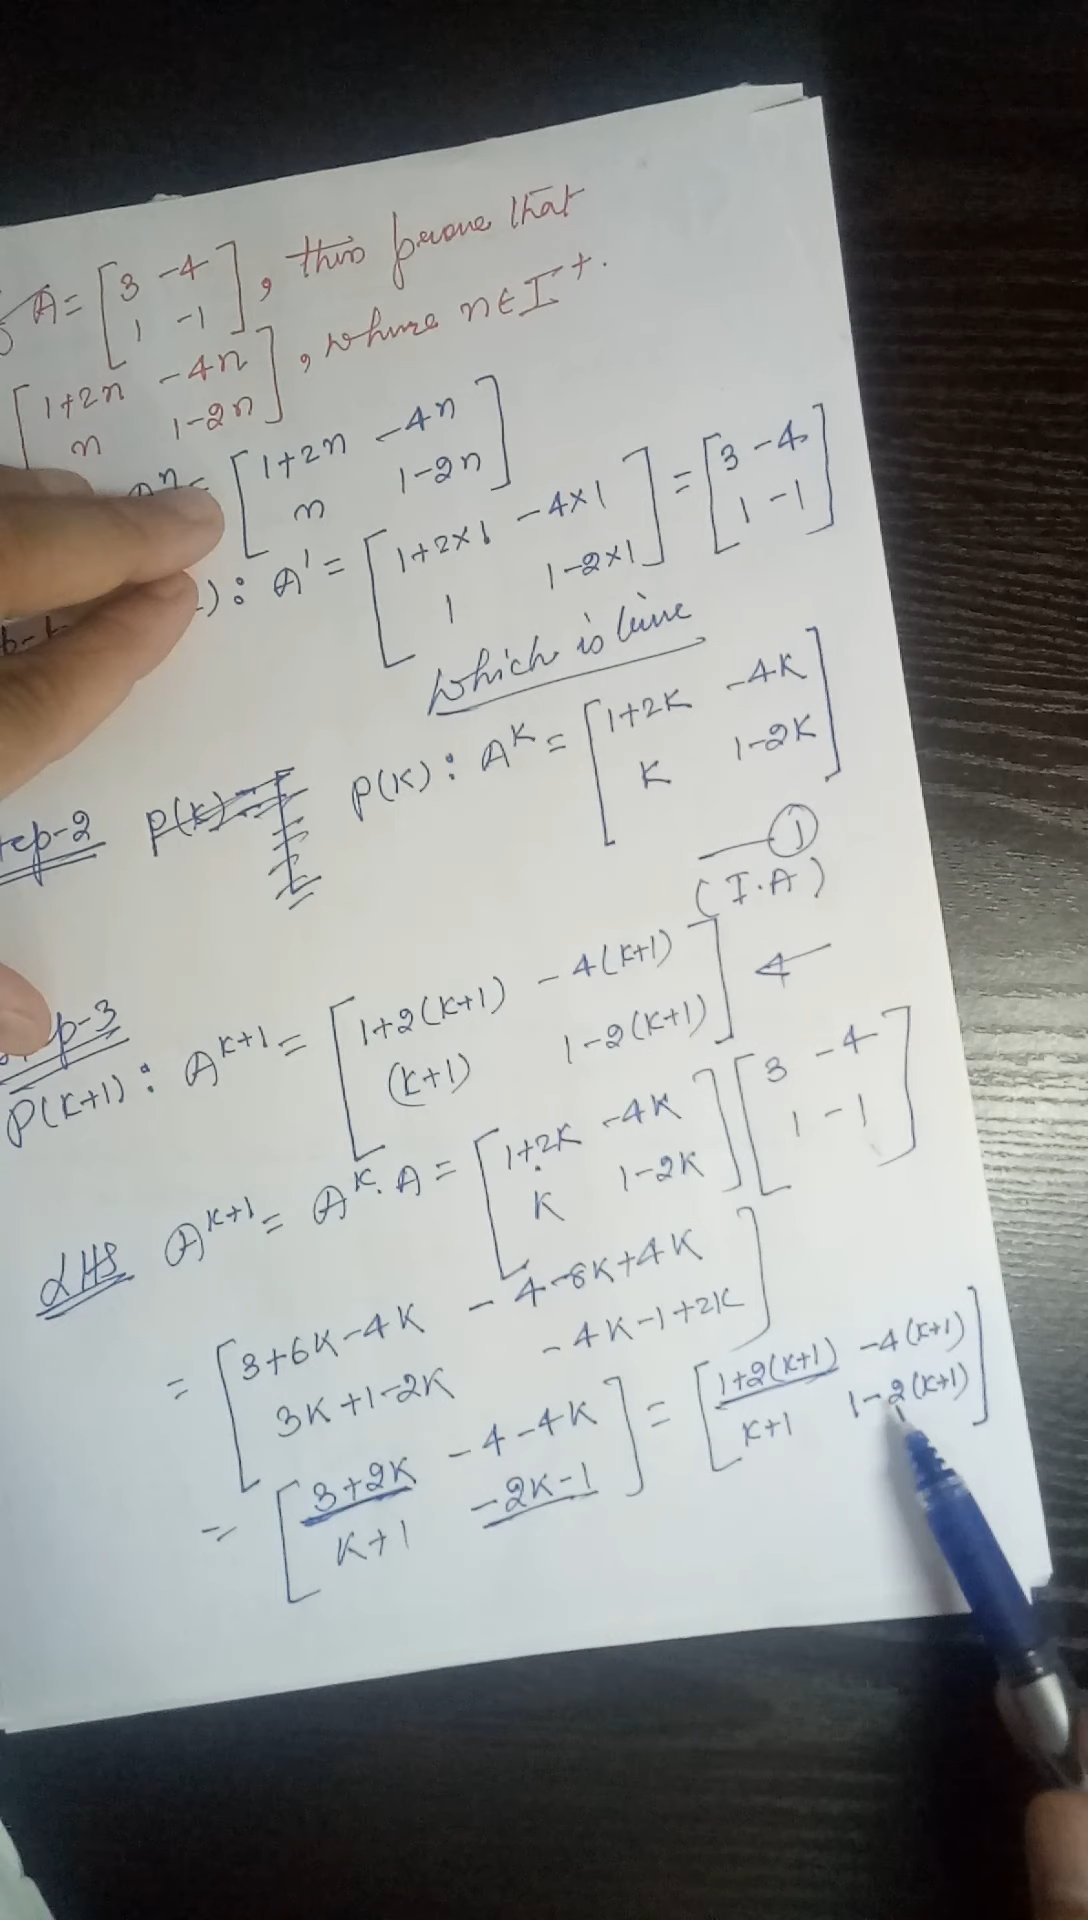 A = [3 -4
1 -1], then prove that
[1+2n -4n
n 1-2n], where n∈I⁺.
Aⁿ = [1+2n -4n
n 1-2n]
): A' = [1+2×1 -4×1
1 1-2×1] = [3 -4
1 -1]
which is true
ep-2 P(K): P(K): Aᴷ = [1+2K -4K
K 1-2K]
— ①
(I.A)
p-3
P(K+1): Aᴷ⁺¹ = [1+2(K+1) -4(K+1)
(K+1) 1-2(K+1)] ←
LHS Aᴷ⁺¹ = Aᴷ.A = [1+2K -4K
K 1-2K] [3 -4
1 -1]
= [3+6K-4K -4-8K+4K
3K+1-2K -4K-1+2K]
= [3+2K -4-4K
K+1 -2K-1] = [1+2(K+1) -4(K+1)
K+1 1-2(K+1)]